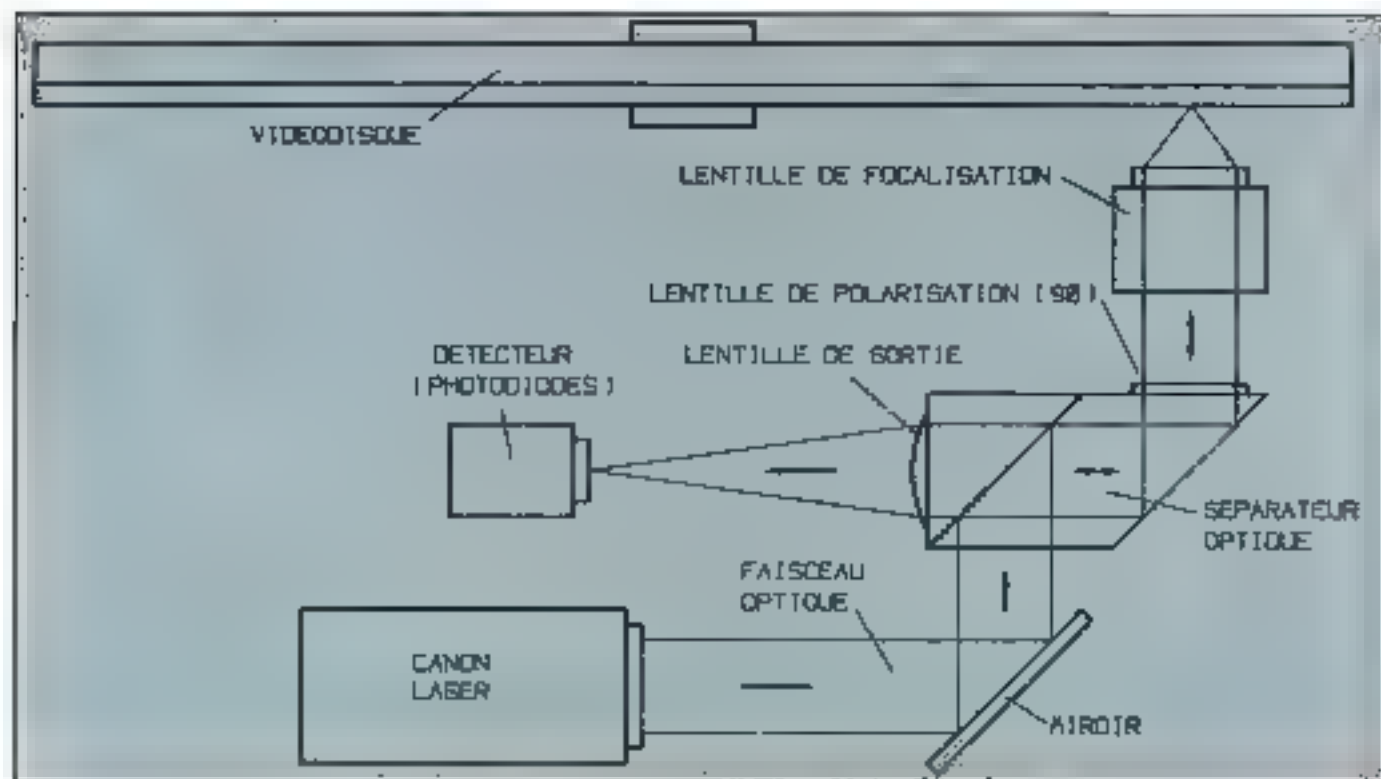 VIDEODISQUE
LENTILLE DE FOCALISATION
LENTILLE DE POLARISATION (90)
DETECTEUR
(PHOTODIODES)
LENTILLE DE SORTIE
SEPARATEUR
OPTIQUE
FAISCEAU
OPTIQUE
CANON
LASER
AIROIR